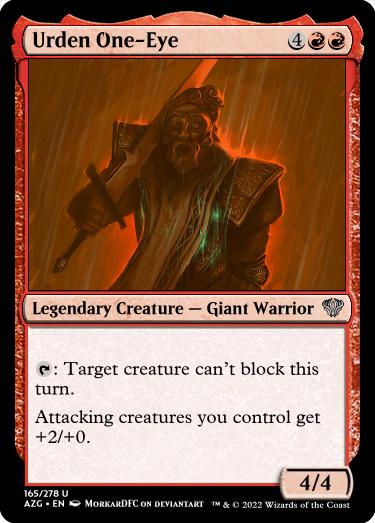 Urden One-Eye 4
Legendary Creature — Giant Warrior
: Target creature can't block this
turn.
Attacking creatures you control get
+2/+0.
4/4
165/278 U
AZG • EN MorkarDFC on deviantart ™ & © 2022 Wizards of the Coast